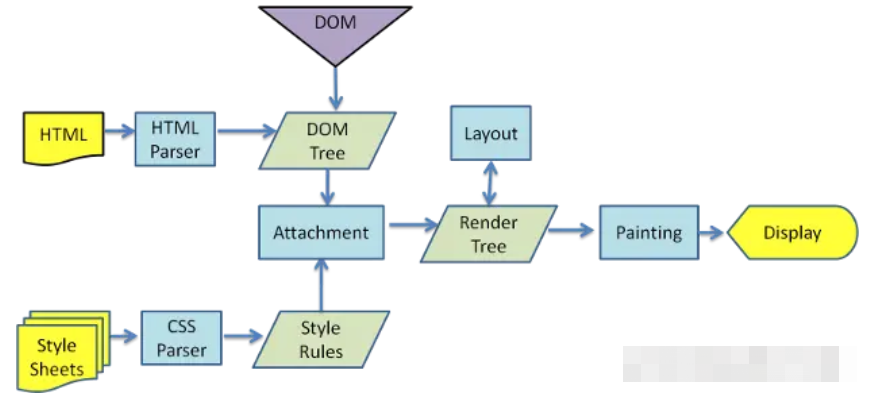 DOM
HTML
HTML
Parser
DOM
Tree
Layout
Attachment
Render
Tree
Painting
Display
Style
Sheets
CSS
Parser
Style
Rules